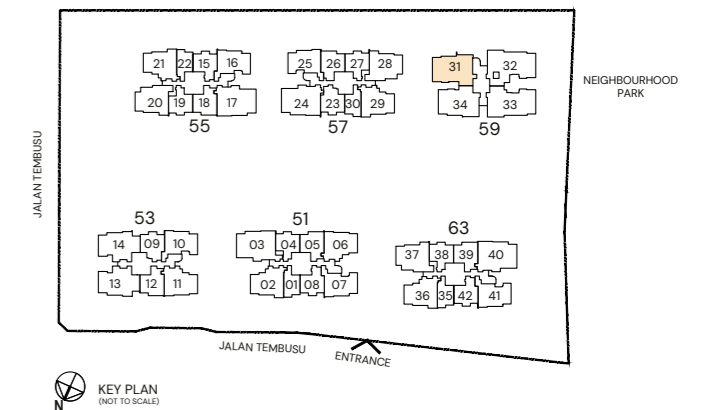 21 22 15 16
25 26 27 28
31 32
NEIGHBOURHOOD
PARK
20 19 18 17
24 23 30 29
34 33
55
57
59
JALAN TEMBUSU
53
51
63
14 09 10
03 04 05 06
37 38 39 40
13 12 11
02 01 08 07
36 35 42 41
JALAN TEMBUSU
ENTRANCE
N
KEY PLAN
(NOT TO SCALE)